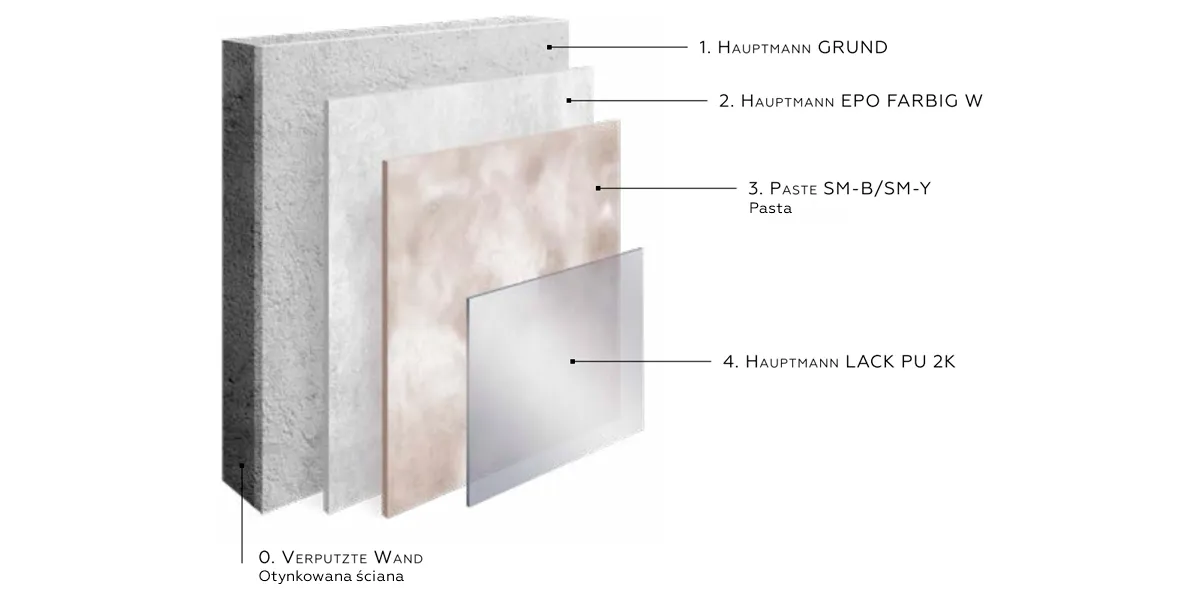 1. Hauptmann GRUND
2. Hauptmann EPO FARBIG W
3. Paste SM-B/SM-Y
Pasta
4. Hauptmann LACK PU 2K
0. Verputzte Wand
Otynkowana ściana